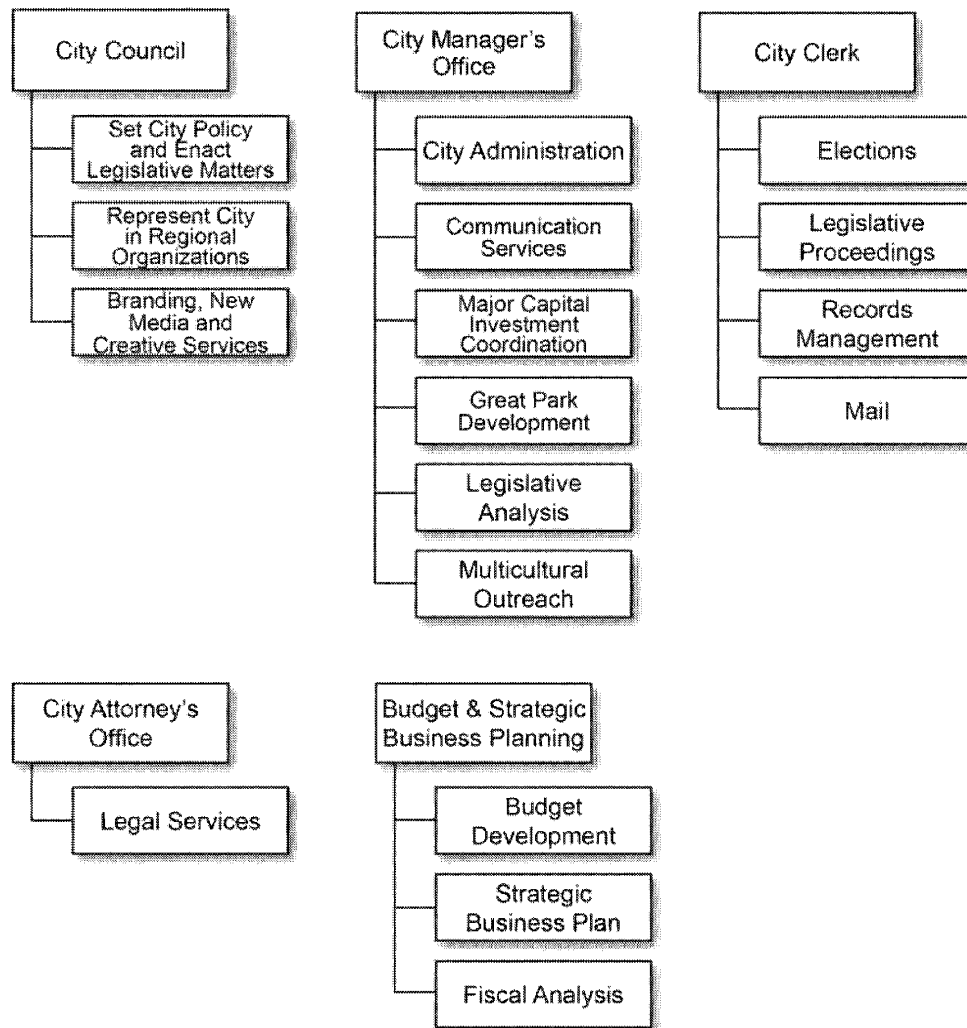 City Council
Set City Policy
and Enact
Legislative Matters
Represent City
in Regional
Organizations
Branding, New
Media and
Creative Services
City Manager's
Office
City Administration
Communication
Services
Major Capital
Investment
Coordination
Great Park
Development
Legislative
Analysis
Multicultural
Outreach
City Clerk
Elections
Legislative
Proceedings
Records
Management
Mail
City Attorney's
Office
Legal Services
Budget & Strategic
Business Planning
Budget
Development
Strategic
Business Plan
Fiscal Analysis